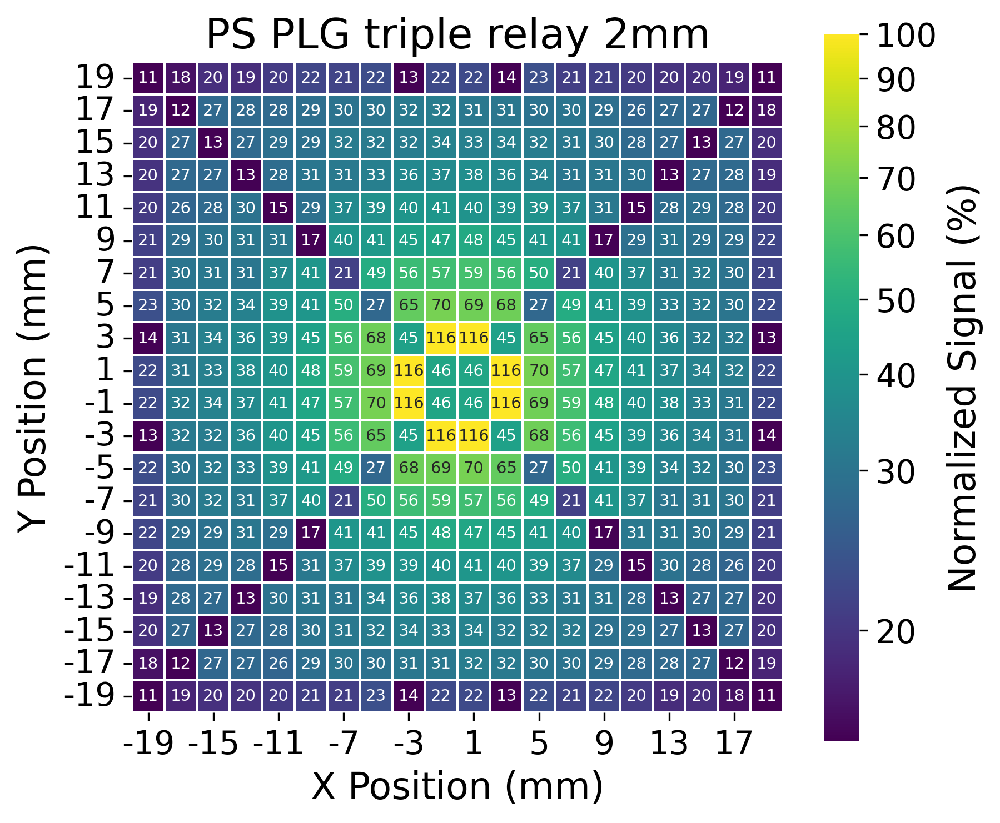 PS PLG triple relay 2mm
19 11 18 20 19 20 22 21 22 13 22 22 14 23 21 21 20 20 20 19 11
17 19 12 27 28 28 29 30 30 32 32 31 31 30 30 29 26 27 27 12 18
15 20 27 13 27 29 29 32 32 32 34 33 34 32 31 30 28 27 13 27 20
13 20 27 27 13 28 31 31 33 36 37 38 36 34 31 31 30 13 27 28 19
11 20 26 28 30 15 29 37 39 40 41 40 39 39 37 31 15 28 29 28 20
9 21 29 30 31 31 17 40 41 45 47 48 45 41 41 17 29 31 29 29 22
7 21 30 31 31 37 41 21 49 56 57 59 56 50 21 40 37 31 32 30 21
5 23 30 32 34 39 41 50 27 65 70 69 68 27 49 41 39 33 32 30 22
3 14 31 34 36 39 45 56 68 45 116 116 45 65 56 45 40 36 32 32 13
1 22 31 33 38 40 48 59 69 116 46 46 116 70 57 47 41 37 34 32 22
-1 22 32 34 37 41 47 57 70 116 46 46 116 69 59 48 40 38 33 31 22
-3 13 32 32 36 40 45 56 65 45 116 116 45 68 56 45 39 36 34 31 14
-5 22 30 32 33 39 41 49 27 68 69 70 65 27 50 41 39 34 32 30 23
-7 21 30 32 31 37 40 21 50 56 59 57 56 49 21 41 37 31 31 30 21
-9 22 29 29 31 29 17 41 41 45 48 47 45 41 40 17 31 31 30 29 21
-11 20 28 29 28 15 31 37 39 39 40 41 40 39 37 29 15 30 28 26 20
-13 19 28 27 13 30 31 31 34 36 38 37 36 33 31 31 28 13 27 27 20
-15 20 27 13 27 28 30 31 32 34 33 34 32 32 32 29 29 27 13 27 20
-17 18 12 27 27 26 29 30 30 31 31 32 32 30 30 29 28 28 27 12 19
-19 11 19 20 20 20 21 21 23 14 22 22 13 22 21 22 20 19 20 18 11
-19 -15 -11 -7 -3 1 5 9 13 17
X Position (mm)
Y Position (mm)
100
90
80
70
60
50
40
30
20
Normalized Signal (%)